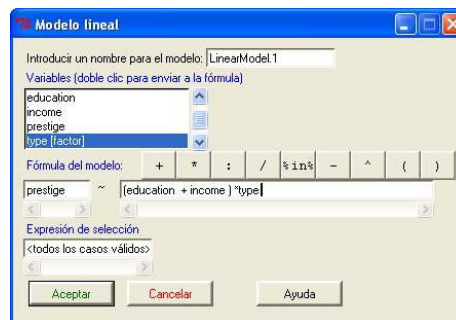 Modelo lineal
Introducir un nombre para el modelo: LinearModel.1
Variables (doble clic para enviar a la fórmula)
education
income
prestige
type [factor]
Fórmula del modelo: + * : / %in% - ^ ( )
prestige ~ (education + income ) *type
Expresión de selección
<todos los casos válidos>
Aceptar Cancelar Ayuda